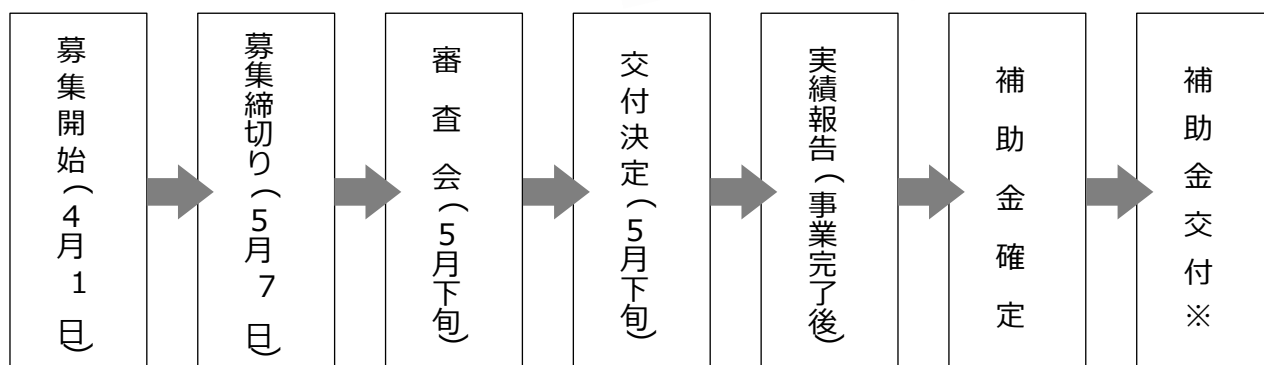 募集開始（4月1日）
募集締切り（5月7日）
審査会（5月下旬）
交付決定（5月下旬）
実績報告（事業完了後）
補助金確定
補助金交付※